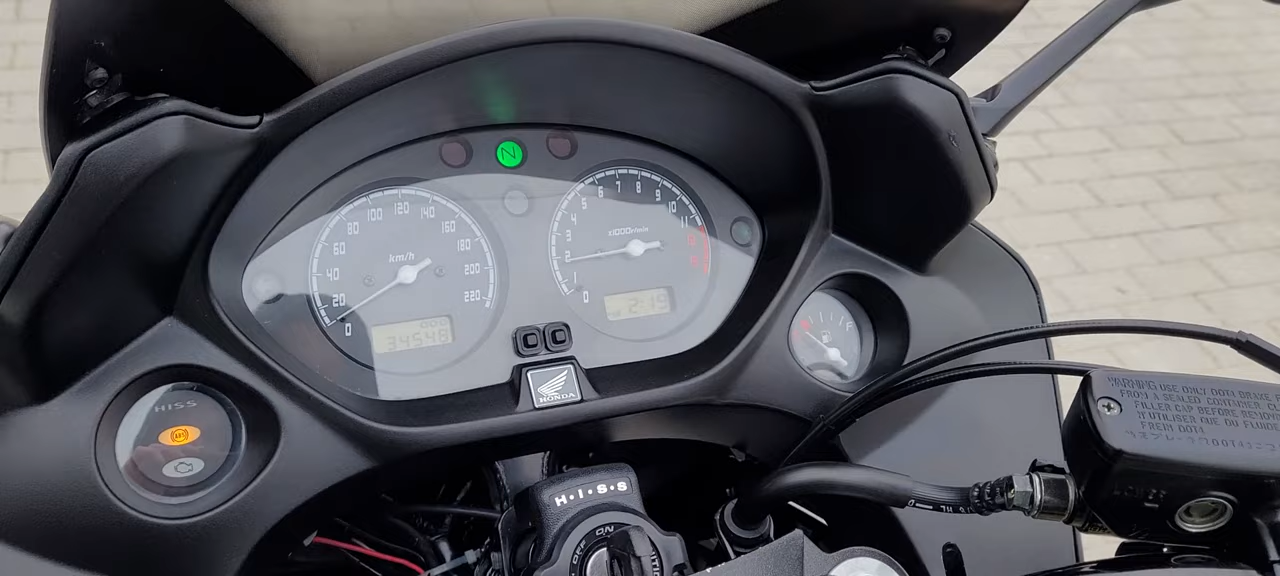 N
0
20
40
60
80
100
120
140
160
180
200
220
km/h
000
34548
0
1
2
3
4
5
6
7
8
9
10
11
x1000r/min
2:19
F
HISS
ABS
HONDA
H·I·S·S
ON
OFF
WARNING USE ONLY DOT4 BRAKE
FROM A SEALED CONTAINER
FILLER CAP BEFORE
N'UTILISER QUE DU
FREIN DOT4